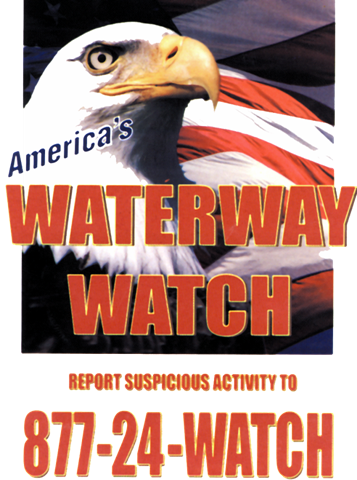 America's
WATERWAY
WATCH
REPORT SUSPICIOUS ACTIVITY TO
877-24-WATCH